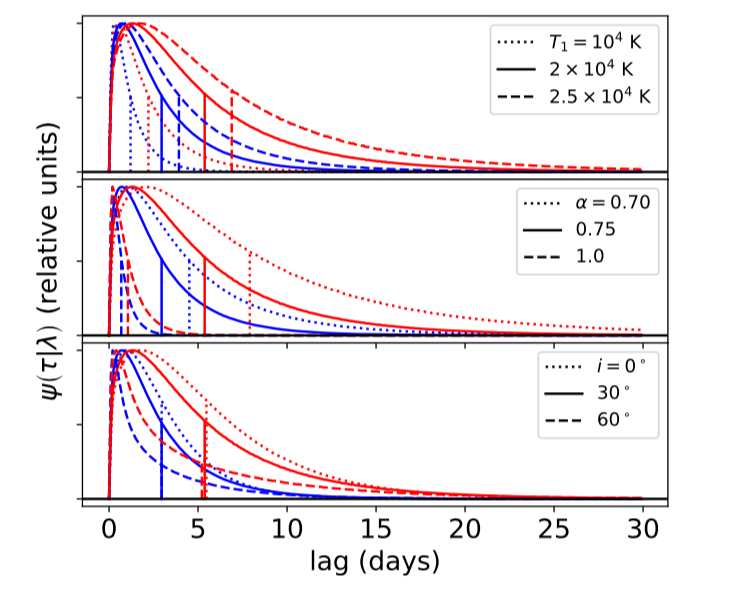 T₁ = 10⁴ K
2 × 10⁴ K
2.5 × 10⁴ K
α = 0.70
0.75
1.0
i = 0°
30°
60°
ψ(τ|λ) (relative units)
0 5 10 15 20 25 30
lag (days)